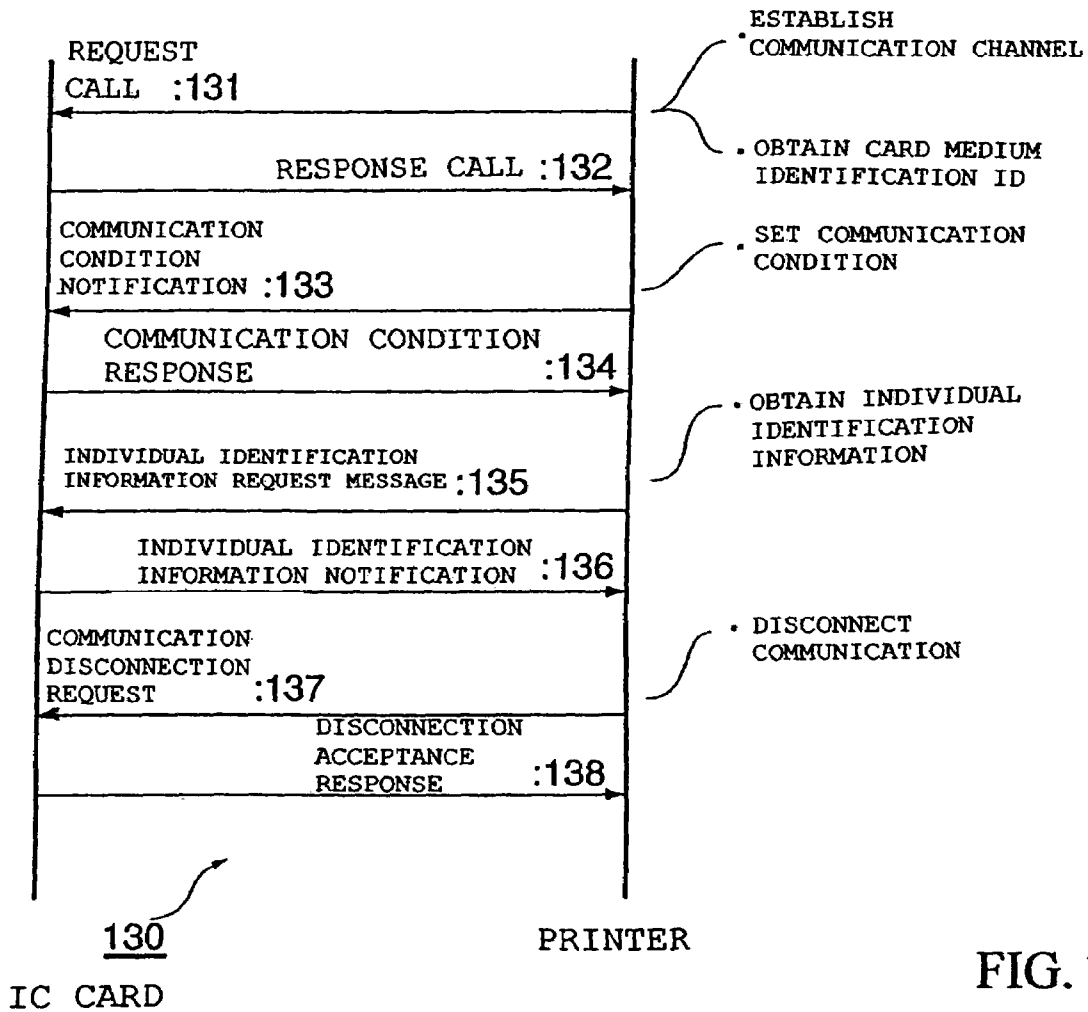 REQUEST
CALL :131
• ESTABLISH
COMMUNICATION CHANNEL
RESPONSE CALL :132
• OBTAIN CARD MEDIUM
IDENTIFICATION ID
COMMUNICATION
CONDITION
NOTIFICATION :133
• SET COMMUNICATION
CONDITION
COMMUNICATION CONDITION
RESPONSE :134
• OBTAIN INDIVIDUAL
IDENTIFICATION
INFORMATION
INDIVIDUAL IDENTIFICATION
INFORMATION REQUEST MESSAGE :135
INDIVIDUAL IDENTIFICATION
INFORMATION NOTIFICATION :136
COMMUNICATION
DISCONNECTION
REQUEST :137
• DISCONNECT
COMMUNICATION
DISCONNECTION
ACCEPTANCE
RESPONSE :138
130
IC CARD
PRINTER
FIG.